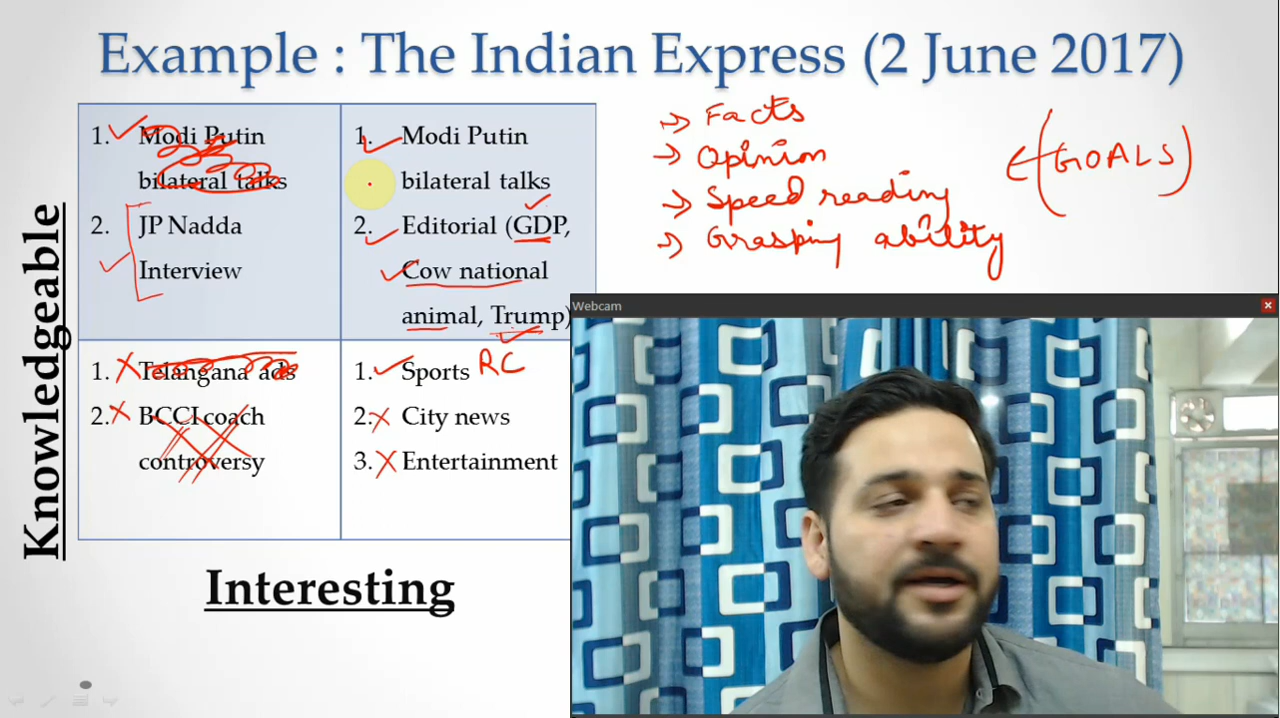 Example : The Indian Express (2 June 2017)
1. Modi Putin
bilateral talks
2. JP Nadda
Interview
1. Modi Putin
bilateral talks
2. Editorial (GDP,
Cow national
animal, Trump)
1. Telangana ads
2. BCCI coach
controversy
1. Sports RC
2. City news
3. Entertainment
Knowledgeable
Interesting
→ Facts
→ Opinion
→ Speed reading
→ Grasping ability
← (GOALS)
Webcam